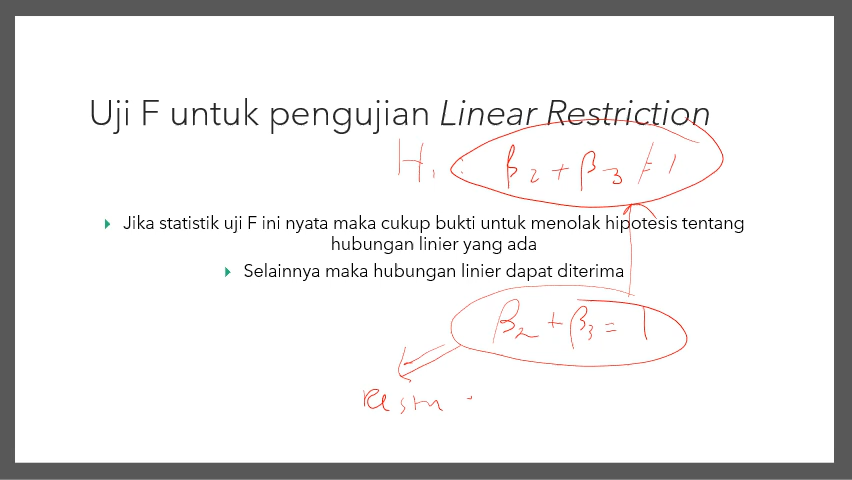 Uji F untuk pengujian Linear Restriction
H₁ : β₂ + β₃ ≠ 1
Jika statistik uji F ini nyata maka cukup bukti untuk menolak hipotesis tentang
hubungan linier yang ada
Selainnya maka hubungan linier dapat diterima
β₂ + β₃ = 1